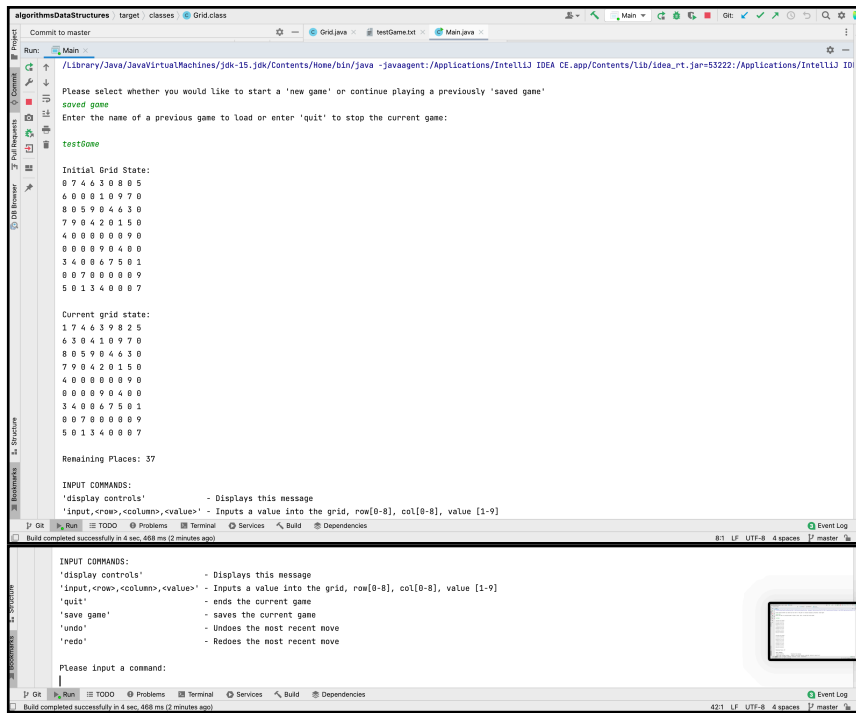 algorithmsDataStructures › target › classes › Grid.class
Main
Git:
Project
Commit to master
Grid.java
testGame.txt
Main.java
Run:
Main
Commit
Pull Requests
DB Browser
/Library/Java/JavaVirtualMachines/jdk-15.jdk/Contents/Home/bin/java -javaagent:/Applications/IntelliJ IDEA CE.app/Contents/lib/idea_rt.jar=53222:/Applications/IntelliJ IDE
Please select whether you would like to start a 'new game' or continue playing a previously 'saved game'
saved game
Enter the name of a previous game to load or enter 'quit' to stop the current game:
testGame
Initial Grid State:
0 7 4 6 3 0 8 0 5
6 0 0 0 1 0 9 7 0
8 0 5 9 0 4 6 3 0
7 9 0 4 2 0 1 5 0
4 0 0 0 0 0 0 9 0
0 0 0 0 9 0 4 0 0
3 4 0 0 6 7 5 0 1
0 0 7 0 0 0 0 0 9
5 0 1 3 4 0 0 0 7
Current grid state:
1 7 4 6 3 9 8 2 5
6 3 0 4 1 0 9 7 0
8 0 5 9 0 4 6 3 0
7 9 0 4 2 0 1 5 0
4 0 0 0 0 0 0 9 0
0 0 0 0 9 0 4 0 0
3 4 0 0 6 7 5 0 1
0 0 7 0 0 0 0 0 9
5 0 1 3 4 0 0 0 7
Remaining Places: 37
INPUT COMMANDS:
'display controls' - Displays this message
'input,<row>,<column>,<value>' - Inputs a value into the grid, row[0-8], col[0-8], value [1-9]
Structure
Bookmarks
Git Run TODO Problems Terminal Services Build Dependencies
2 Event Log
Build completed successfully in 4 sec, 468 ms (2 minutes ago)
8:1 LF UTF-8 4 spaces master
INPUT COMMANDS:
'display controls' - Displays this message
'input,<row>,<column>,<value>' - Inputs a value into the grid, row[0-8], col[0-8], value [1-9]
'quit' - ends the current game
'save game' - saves the current game
'undo' - Undoes the most recent move
'redo' - Redoes the most recent move
Please input a command:
Structure
Bookmarks
Git Run TODO Problems Terminal Services Build Dependencies
2 Event Log
Build completed successfully in 4 sec, 468 ms (2 minutes ago)
42:1 LF UTF-8 4 spaces master